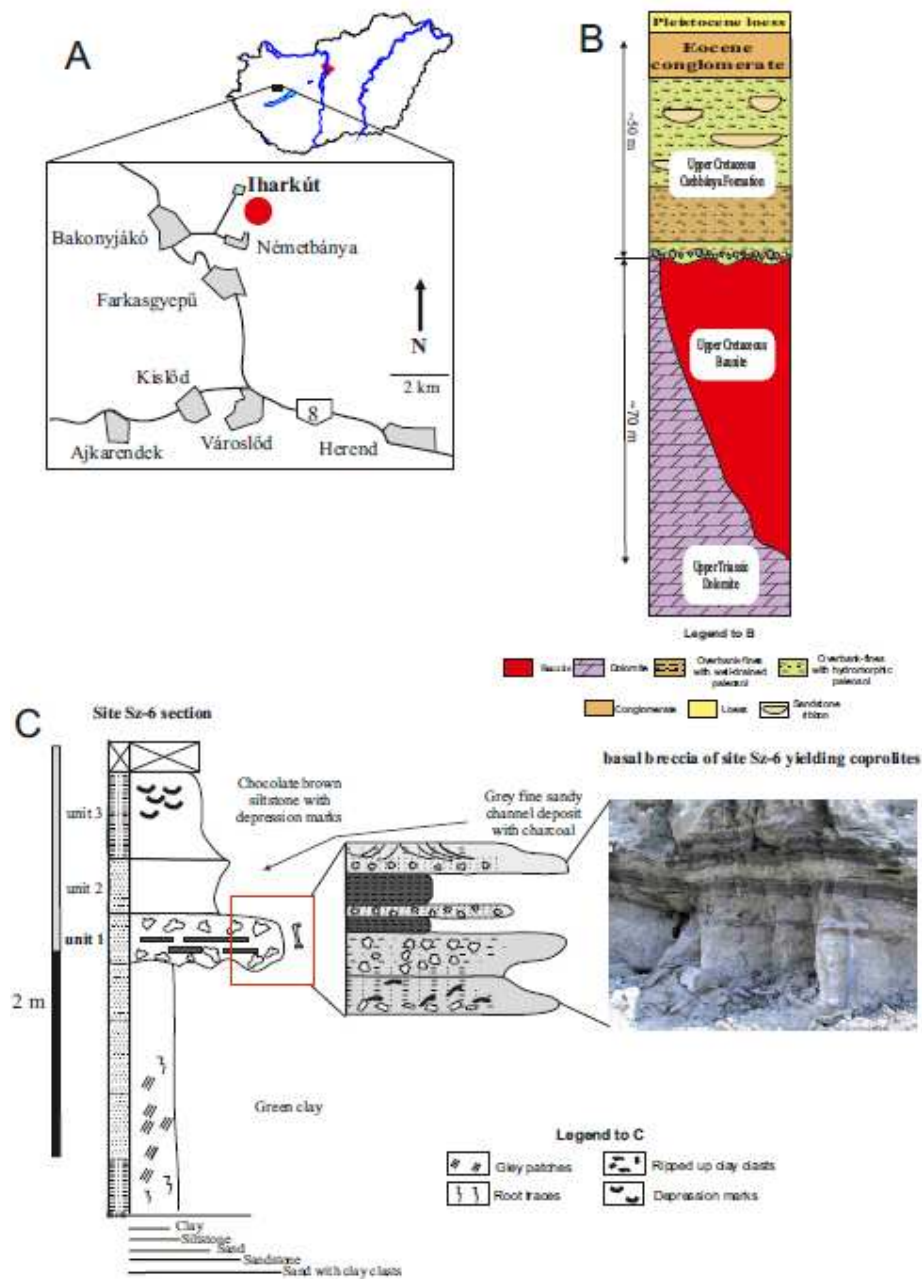 A
Iharkút
Bakonyjákó
Németbánya
Farkasgyepű
N
2 km
Kislőd
8
Ajkarendek
Városlőd
Herend
B
Pleistocene loess
Eocene
conglomerate
~50 m
Upper Cretaceous
Csehbánya Formation
Upper Cretaceous
Bauxite
~70 m
Upper Triassic
Dolomite
Legend to B
Bauxite
Dolomite
Overbank-fines
with well-drained
paleosol
Overbank-fines
with hydromorphic
paleosol
Conglomerate
Loess
Sandstone
ribbon
C
Site Sz-6 section
unit 3
unit 2
unit 1
2 m
Chocolate brown
siltstone with
depression marks
Grey fine sandy
channel deposit
with charcoal
basal breccia of site Sz-6 yielding coprolites
Green clay
Legend to C
Gley patches
Ripped up clay clasts
Root traces
Depression marks
Clay
Siltstone
Sand
Sandstone
Sand with clay clasts